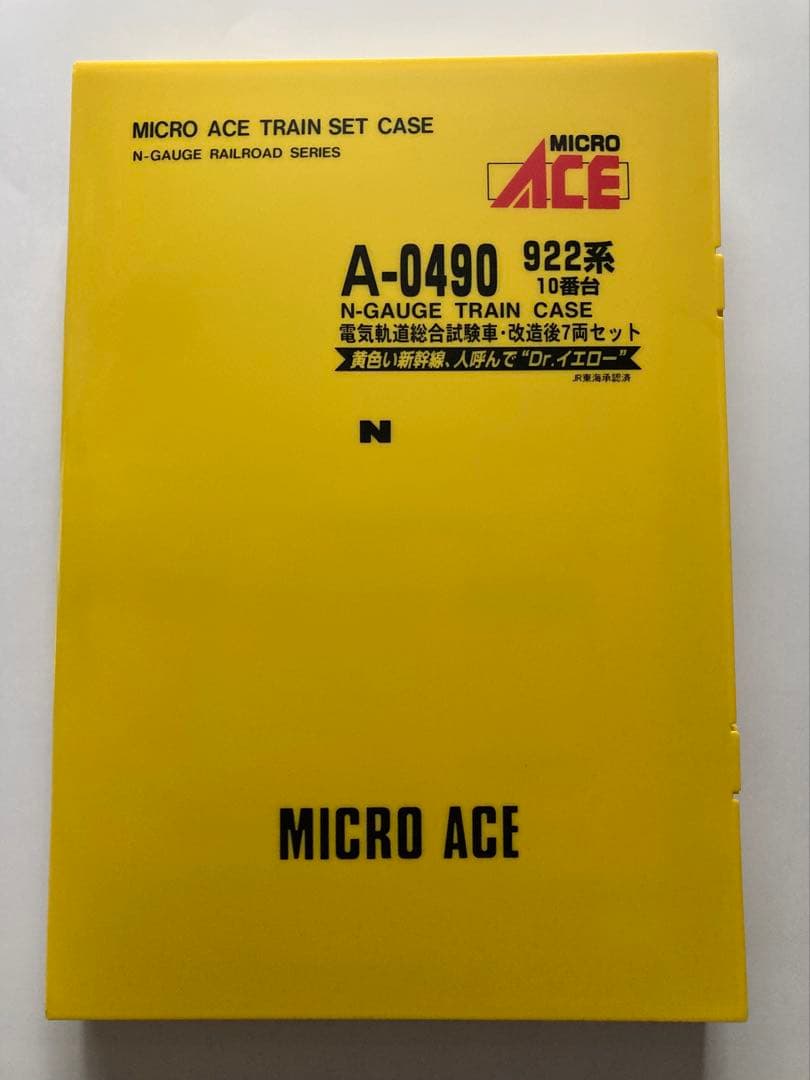 MICRO ACE TRAIN SET CASE
N-GAUGE RAILROAD SERIES
MICRO
ACE
A-0490 922系
10番台
N-GAUGE TRAIN CASE
電気軌道総合試験車・改造後7両セット
黄色い新幹線、人呼んで"Dr.イエロー"
JR東海承認済
N
MICRO ACE